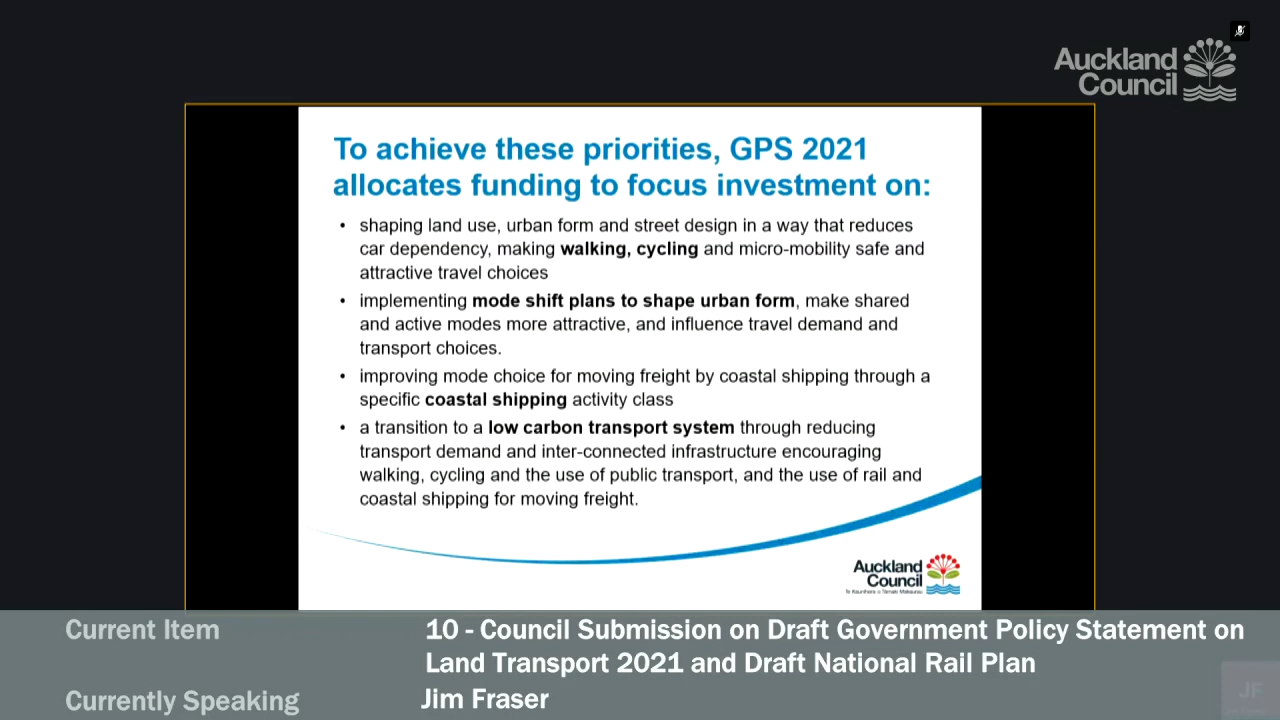 Auckland
Council
To achieve these priorities, GPS 2021
allocates funding to focus investment on:
• shaping land use, urban form and street design in a way that reduces
car dependency, making walking, cycling and micro-mobility safe and
attractive travel choices
• implementing mode shift plans to shape urban form, make shared
and active modes more attractive, and influence travel demand and
transport choices.
• improving mode choice for moving freight by coastal shipping through a
specific coastal shipping activity class
• a transition to a low carbon transport system through reducing
transport demand and inter-connected infrastructure encouraging
walking, cycling and the use of public transport, and the use of rail and
coastal shipping for moving freight.
Auckland
Council
Te Kaunihera o Tāmaki Makaurau
Current Item
10 - Council Submission on Draft Government Policy Statement on
Land Transport 2021 and Draft National Rail Plan
Currently Speaking
Jim Fraser
JF